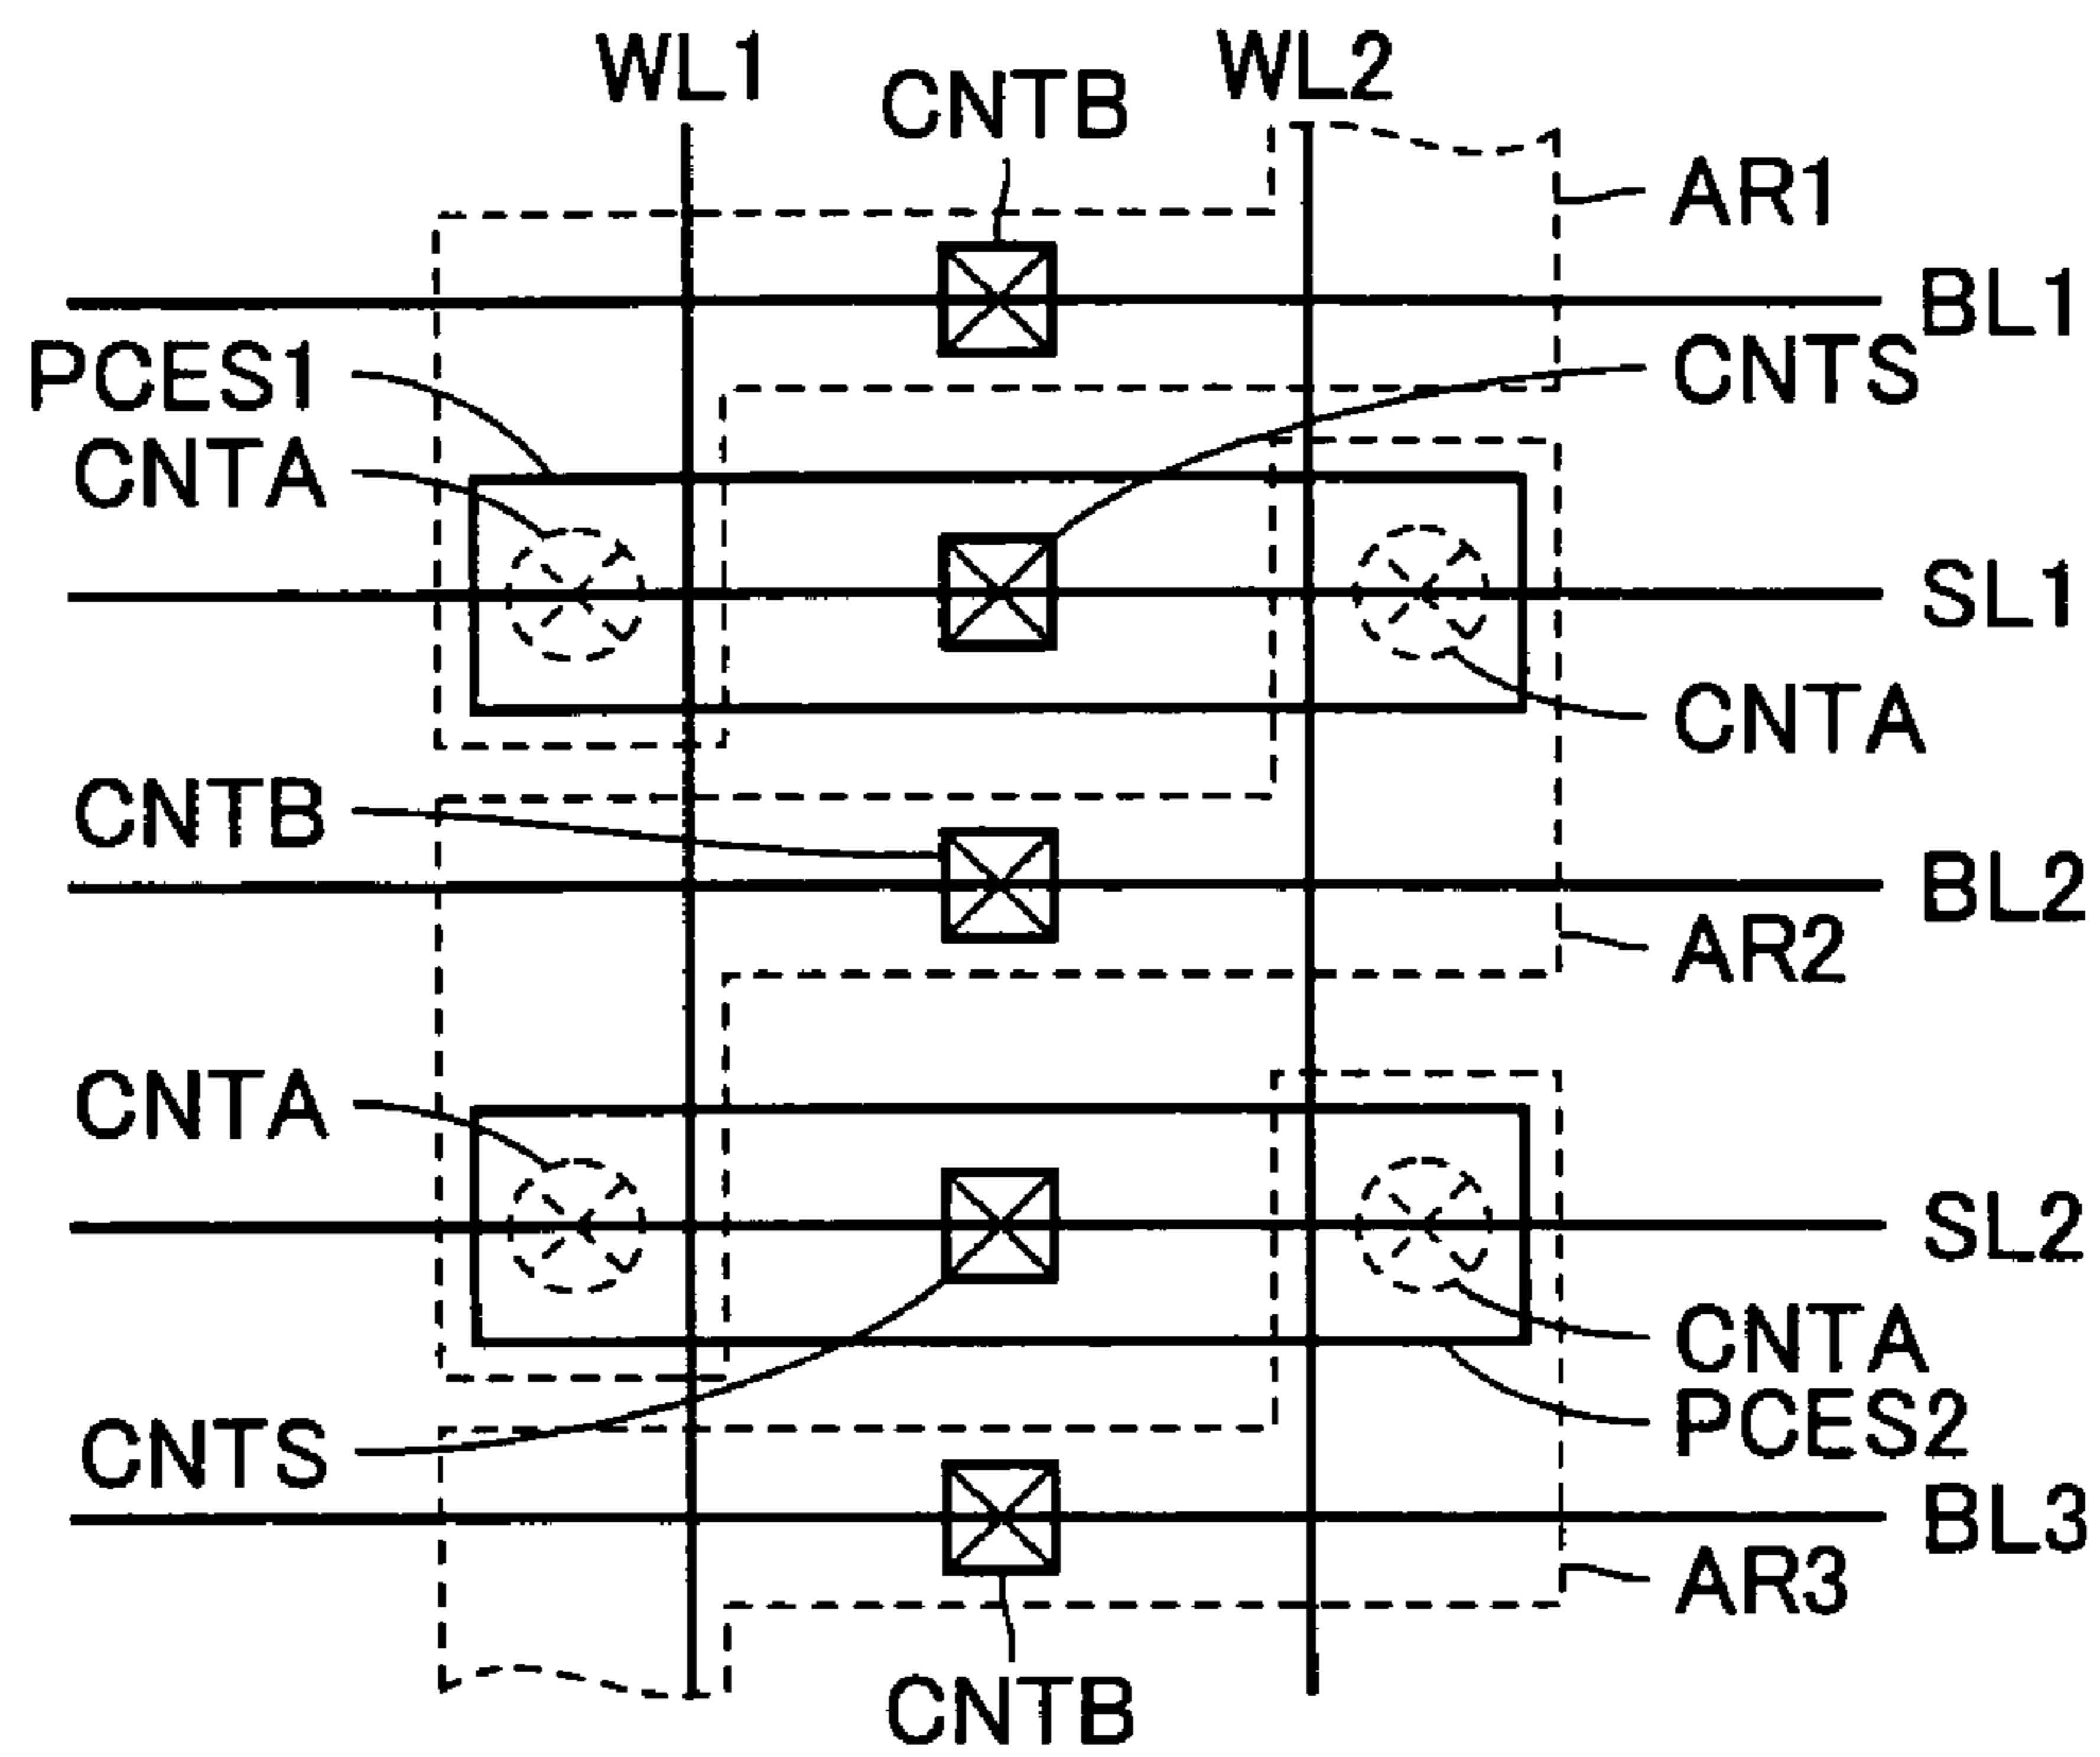 WL1
WL2
CNTB
AR1
BL1
PCES1
CNTS
CNTA
SL1
CNTA
CNTB
BL2
AR2
CNTA
SL2
CNTA
PCES2
CNTS
BL3
AR3
CNTB